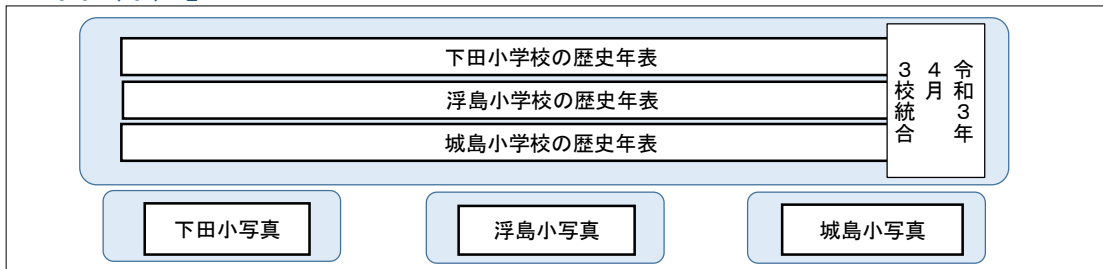 下田小学校の歴史年表
浮島小学校の歴史年表
城島小学校の歴史年表
令和3年
4月
3校統合
下田小写真
浮島小写真
城島小写真